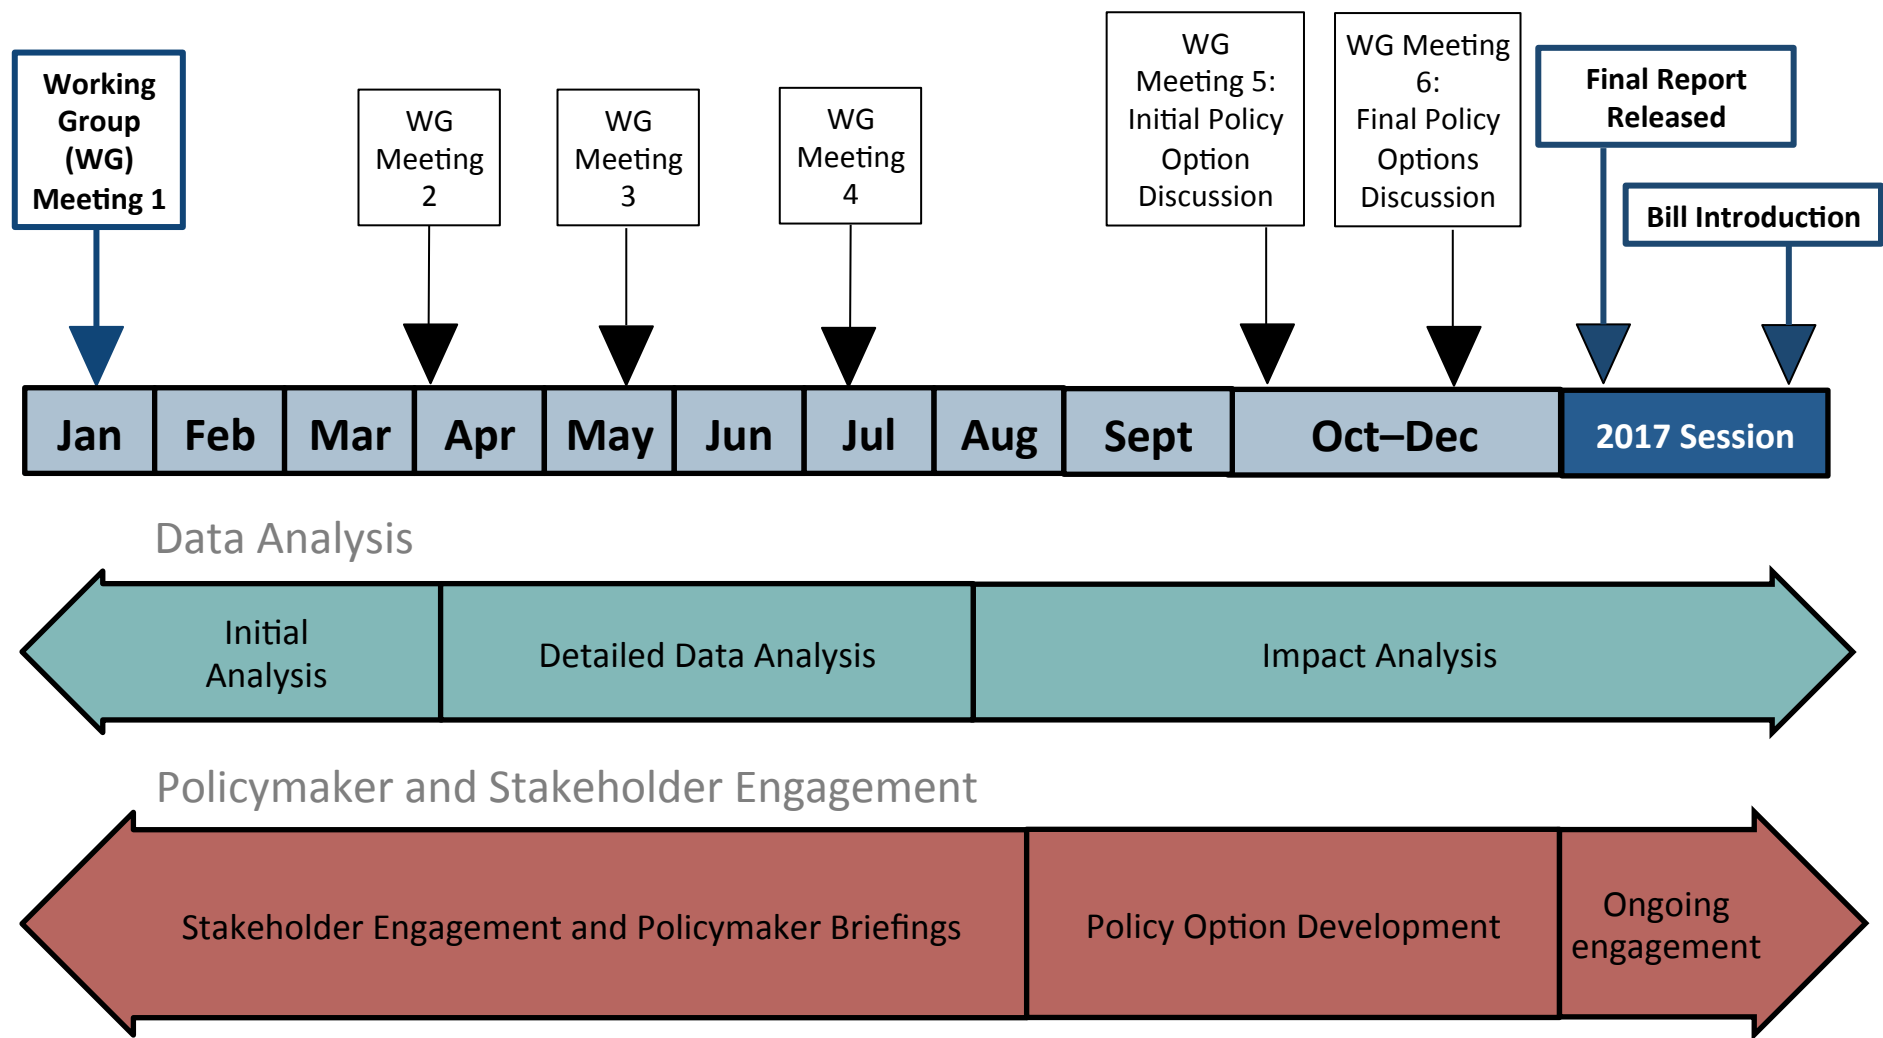 Working
Group
(WG)
Meeting 1
WG
Meeting
2
WG
Meeting
3
WG
Meeting
4
WG
Meeting 5:
Initial Policy
Option
Discussion
WG Meeting
6:
Final Policy
Options
Discussion
Final Report
Released
Bill Introduction
Jan Feb Mar Apr May Jun Jul Aug Sept Oct–Dec 2017 Session
Data Analysis
Initial
Analysis
Detailed Data Analysis
Impact Analysis
Policymaker and Stakeholder Engagement
Stakeholder Engagement and Policymaker Briefings
Policy Option Development
Ongoing
engagement